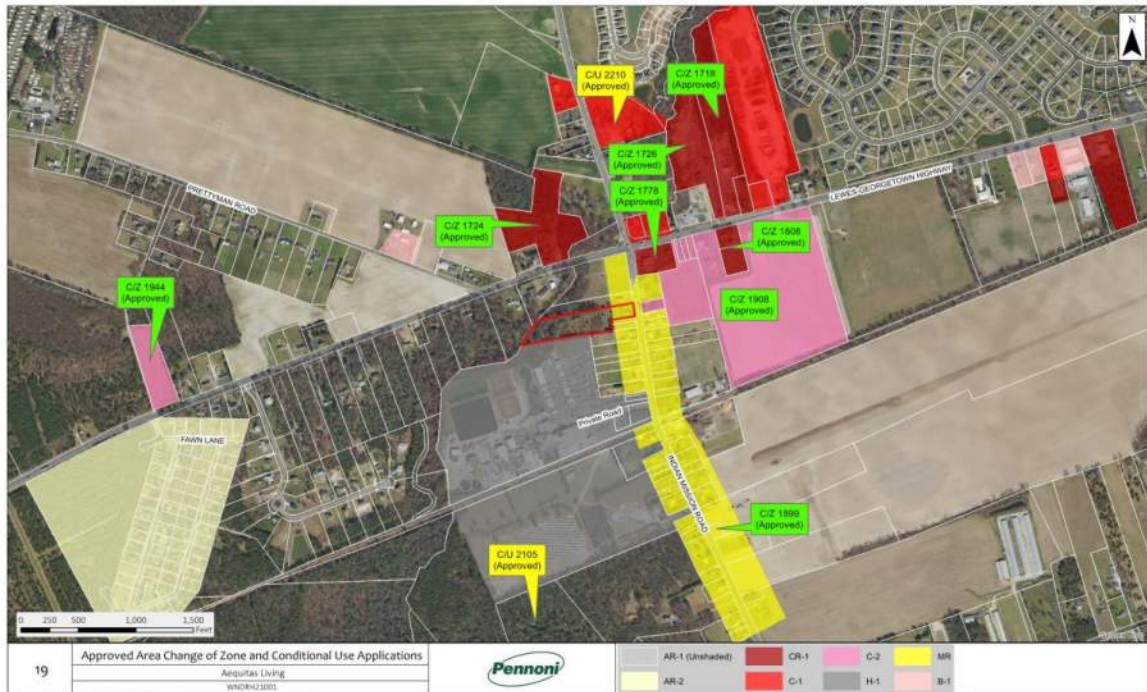 N
C/U 2210
(Approved)
C/Z 1718
(Approved)
C/Z 1726
(Approved)
C/Z 1778
(Approved)
C/Z 1724
(Approved)
C/Z 1608
(Approved)
C/Z 1944
(Approved)
C/Z 1908
(Approved)
C/Z 1899
(Approved)
C/U 2105
(Approved)
PRETTYMAN ROAD
LEWES-GEORGETOWN HIGHWAY
FAWN LANE
Private Road
INDIAN MISSION ROAD
0 250 500 1,000 1,500
Feet
19
Approved Area Change of Zone and Conditional Use Applications
Aequitas Living
WNDRH21001
Pennoni
AR-1 (Unshaded) CR-1 C-2 MR
AR-2 C-1 H-1 B-1